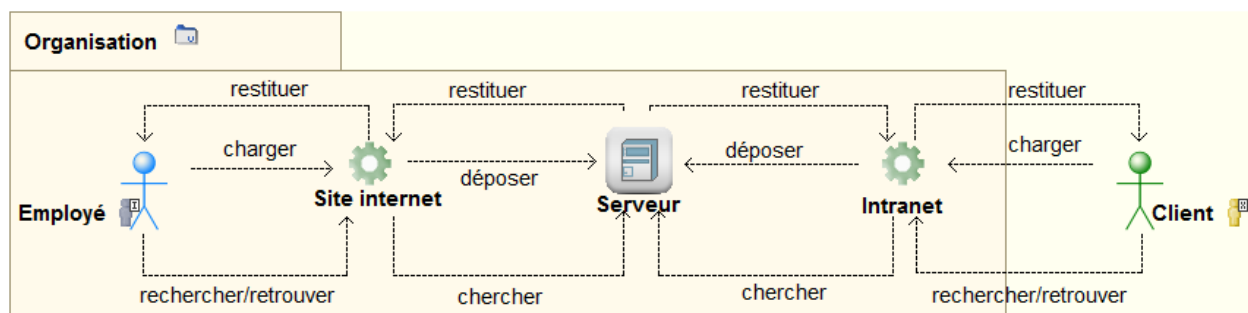 Organisation
restituer restituer restituer restituer
charger déposer déposer charger
Employé Site internet Serveur Intranet Client
rechercher/retrouver chercher chercher rechercher/retrouver